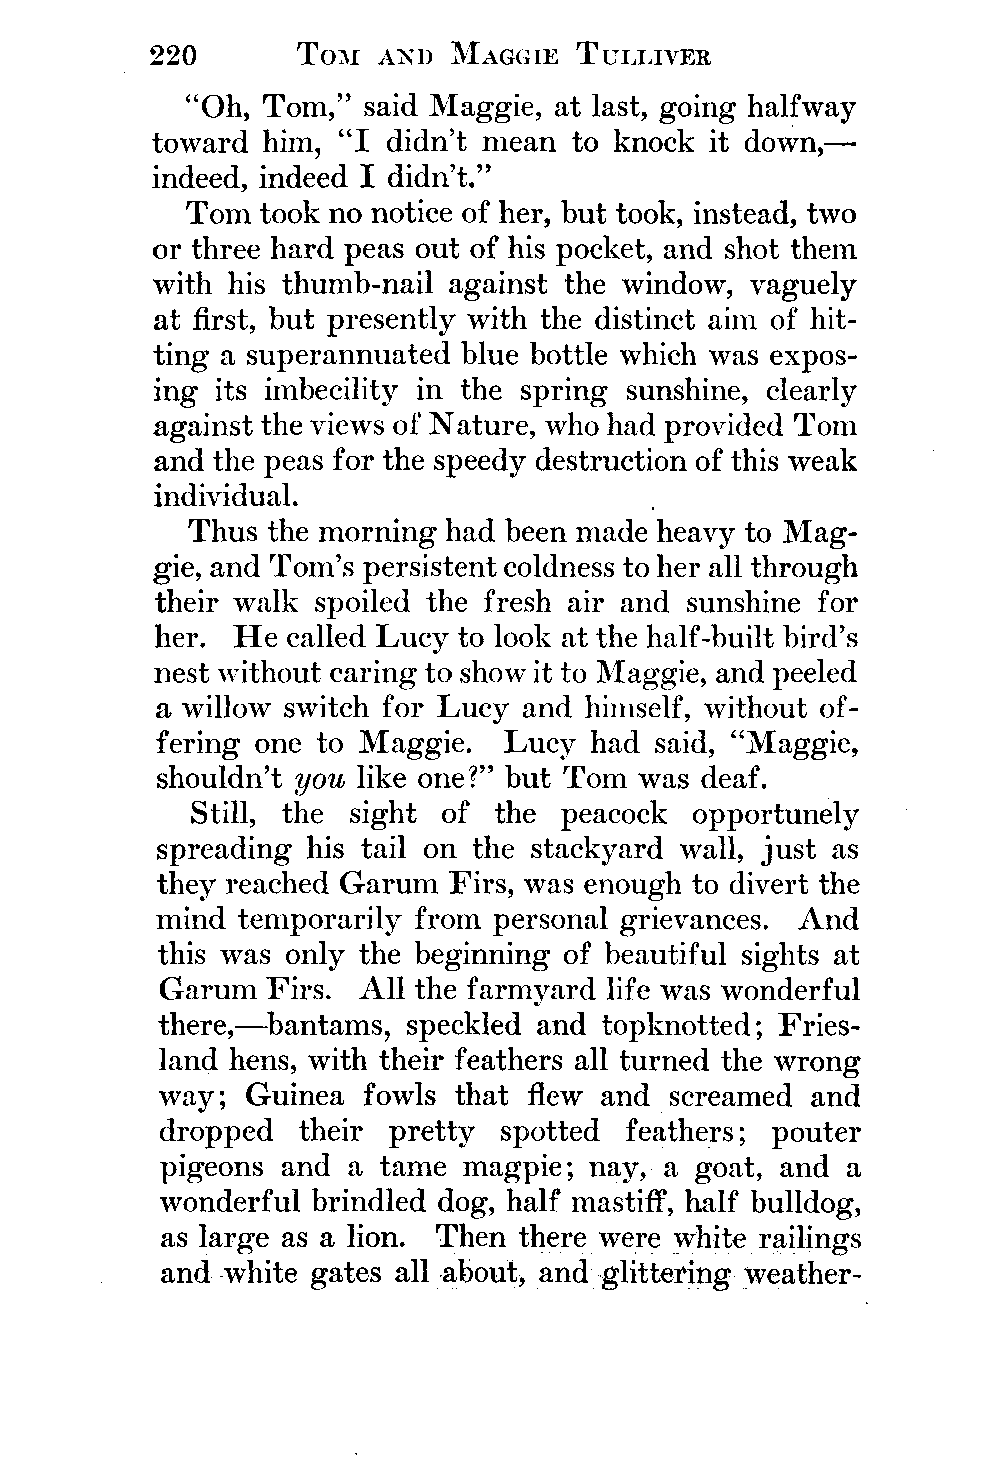 220 TOM AND MAGGIE TULLIVER
“Oh, Tom,” said Maggie, at last, going halfway
toward him, “I didn’t mean to knock it down,—
indeed, indeed I didn’t.”
Tom took no notice of her, but took, instead, two
or three hard peas out of his pocket, and shot them
with his thumb-nail against the window, vaguely
at first, but presently with the distinct aim of hit-
ting a superannuated blue bottle which was expos-
ing its imbecility in the spring sunshine, clearly
against the views of Nature, who had provided Tom
and the peas for the speedy destruction of this weak
individual.
Thus the morning had been made heavy to Mag-
gie, and Tom’s persistent coldness to her all through
their walk spoiled the fresh air and sunshine for
her. He called Lucy to look at the half-built bird’s
nest without caring to show it to Maggie, and peeled
a willow switch for Lucy and himself, without of-
fering one to Maggie. Lucy had said, “Maggie,
shouldn’t you like one?” but Tom was deaf.
Still, the sight of the peacock opportunely
spreading his tail on the stackyard wall, just as
they reached Garum Firs, was enough to divert the
mind temporarily from personal grievances. And
this was only the beginning of beautiful sights at
Garum Firs. All the farmyard life was wonderful
there,—bantams, speckled and topknotted; Fries-
land hens, with their feathers all turned the wrong
way; Guinea fowls that flew and screamed and
dropped their pretty spotted feathers; pouter
pigeons and a tame magpie; nay, a goat, and a
wonderful brindled dog, half mastiff, half bulldog,
as large as a lion. Then there were white railings
and white gates all about, and glittering weather-